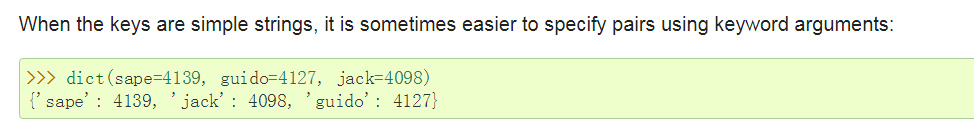 When the keys are simple strings, it is sometimes easier to specify pairs using keyword arguments:
>>> dict(sape=4139, guido=4127, jack=4098)
{'sape': 4139, 'jack': 4098, 'guido': 4127}